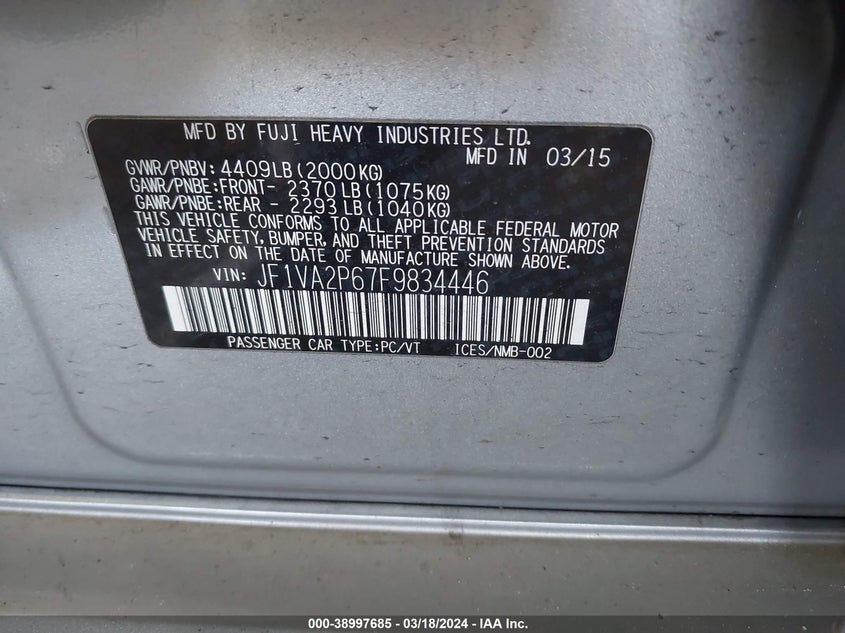 MFD BY FUJI HEAVY INDUSTRIES LTD.
MFD IN 03/15
GVWR/PNBV: 4409LB(2000KG)
GAWR/PNBE:FRONT- 2370LB(1075KG)
GAWR/PNBE:REAR - 2293LB(1040KG)
THIS VEHICLE CONFORMS TO ALL APPLICABLE FEDERAL MOTOR
VEHICLE SAFETY, BUMPER, AND THEFT PREVENTION STANDARDS
IN EFFECT ON THE DATE OF MANUFACTURE SHOWN ABOVE.
VIN: JF1VA2P67F9834446
PASSENGER CAR TYPE:PC/VT ICES/NMB-002
000-38997685 - 03/18/2024 - IAA Inc.